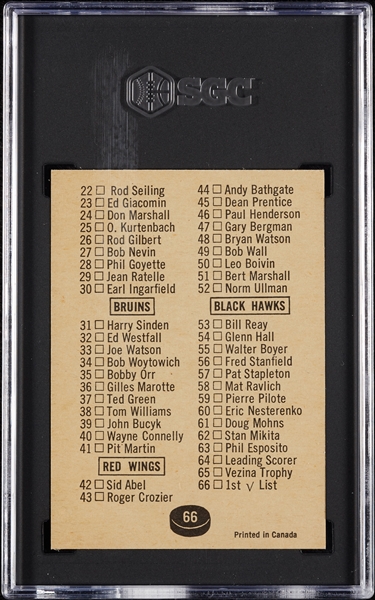 SGC
22 □ Rod Seiling
23 □ Ed Giacomin
24 □ Don Marshall
25 □ O. Kurtenbach
26 □ Rod Gilbert
27 □ Bob Nevin
28 □ Phil Goyette
29 □ Jean Ratelle
30 □ Earl Ingarfield
BRUINS
31 □ Harry Sinden
32 □ Ed Westfall
33 □ Joe Watson
34 □ Bob Woytowich
35 □ Bobby Orr
36 □ Gilles Marotte
37 □ Ted Green
38 □ Tom Williams
39 □ John Bucyk
40 □ Wayne Connelly
41 □ Pit Martin
RED WINGS
42 □ Sid Abel
43 □ Roger Crozier
44 □ Andy Bathgate
45 □ Dean Prentice
46 □ Paul Henderson
47 □ Gary Bergman
48 □ Bryan Watson
49 □ Bob Wall
50 □ Leo Boivin
51 □ Bert Marshall
52 □ Norm Ullman
BLACK HAWKS
53 □ Bill Reay
54 □ Glenn Hall
55 □ Walter Boyer
56 □ Fred Stanfield
57 □ Pat Stapleton
58 □ Mat Ravlich
59 □ Pierre Pilote
60 □ Eric Nesterenko
61 □ Doug Mohns
62 □ Stan Mikita
63 □ Phil Esposito
64 □ Leading Scorer
65 □ Vezina Trophy
66 □ 1st √ List
66
Printed in Canada